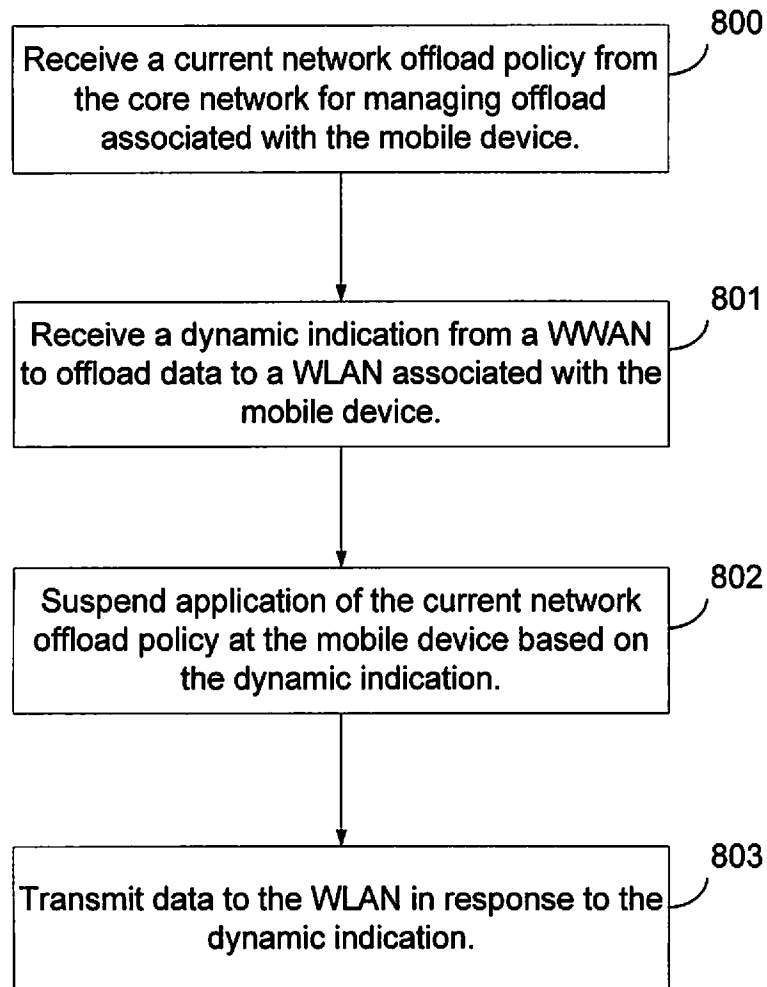 800
Receive a current network offload policy from
the core network for managing offload
associated with the mobile device.
801
Receive a dynamic indication from a WWAN
to offload data to a WLAN associated with the
mobile device.
802
Suspend application of the current network
offload policy at the mobile device based on
the dynamic indication.
803
Transmit data to the WLAN in response to the
dynamic indication.